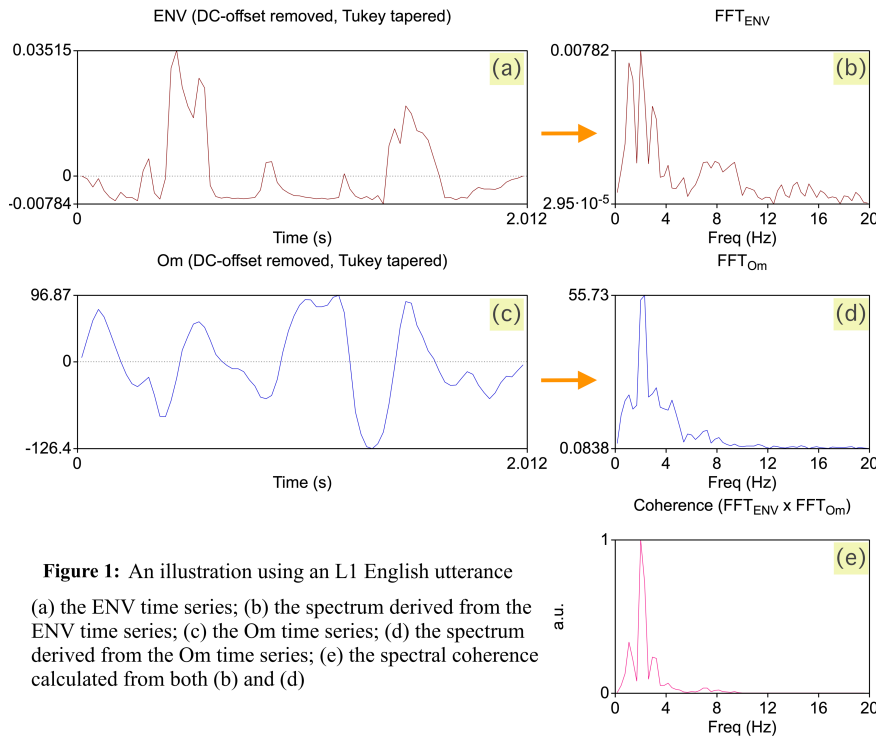 ENV (DC-offset removed, Tukey tapered)
0.03515
0
-0.00784
(a)
0
2.012
Time (s)
FFTENV
0.00782
2.95·10-5
(b)
0 4 8 12 16 20
Freq (Hz)
Om (DC-offset removed, Tukey tapered)
96.87
0
-126.4
(c)
0
2.012
Time (s)
FFTOm
55.73
0.0838
(d)
0 4 8 12 16 20
Freq (Hz)
Coherence (FFTENV x FFTOm)
1
a.u.
0
(e)
0 4 8 12 16 20
Freq (Hz)
Figure 1: An illustration using an L1 English utterance
(a) the ENV time series; (b) the spectrum derived from the
ENV time series; (c) the Om time series; (d) the spectrum
derived from the Om time series; (e) the spectral coherence
calculated from both (b) and (d)